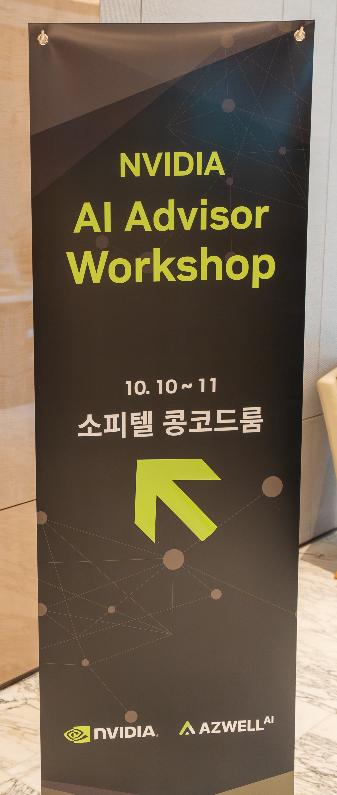 NVIDIA
AI Advisor
Workshop
10. 10 ~ 11
소피텔 콩코드룸
NVIDIA.
AZWELL AI